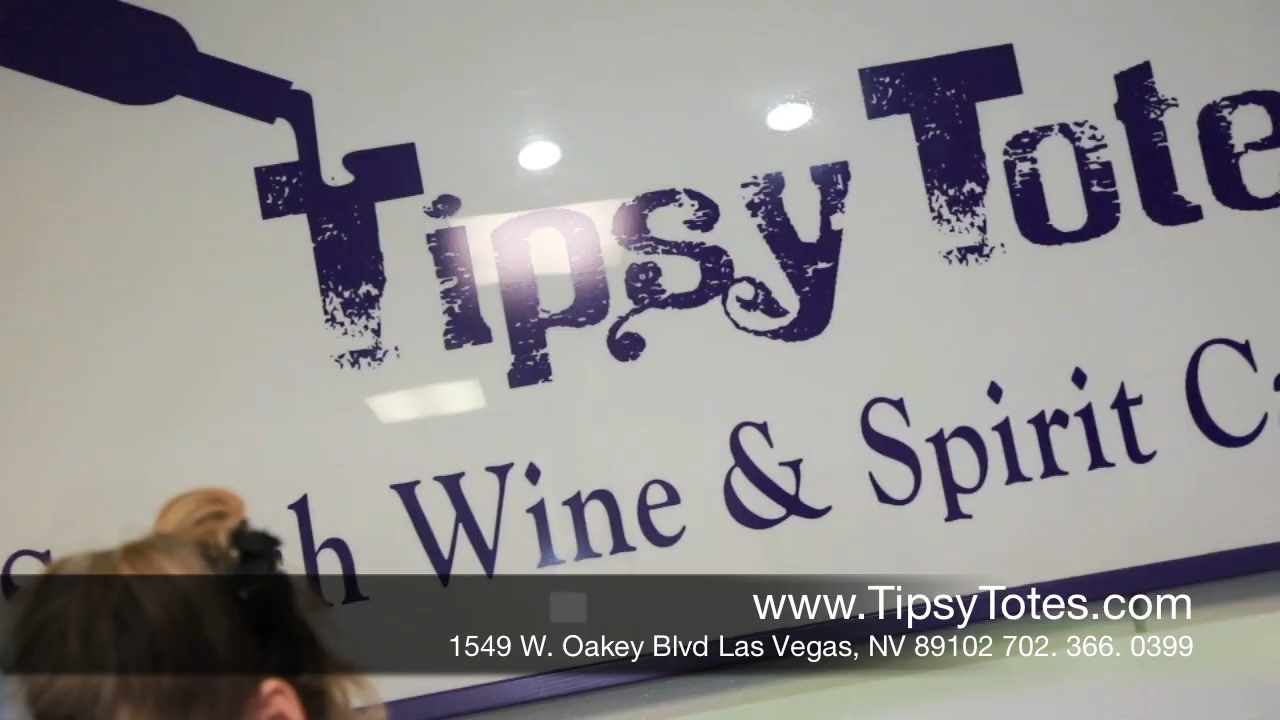 Tipsy Tote
Wine & Spirit
www.TipsyTotes.com
1549 W. Oakey Blvd Las Vegas, NV 89102 702. 366. 0399